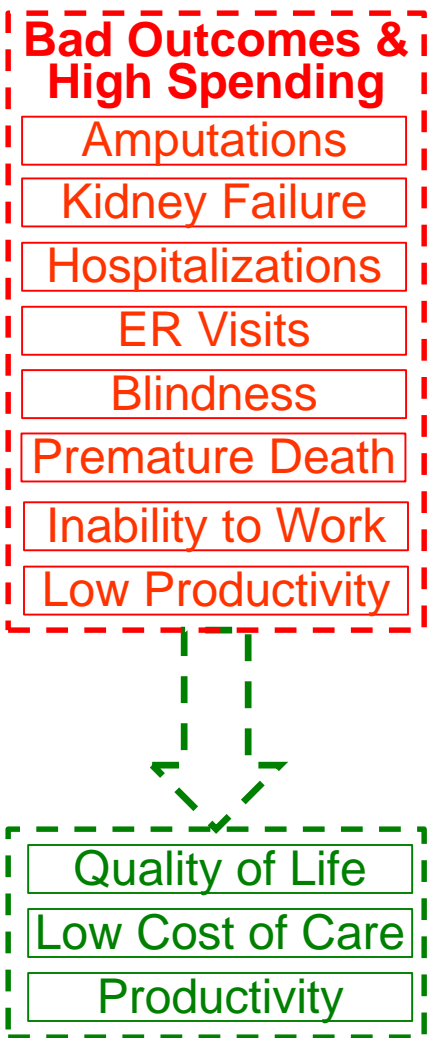 Bad Outcomes &
High Spending
Amputations
Kidney Failure
Hospitalizations
ER Visits
Blindness
Premature Death
Inability to Work
Low Productivity
Quality of Life
Low Cost of Care
Productivity